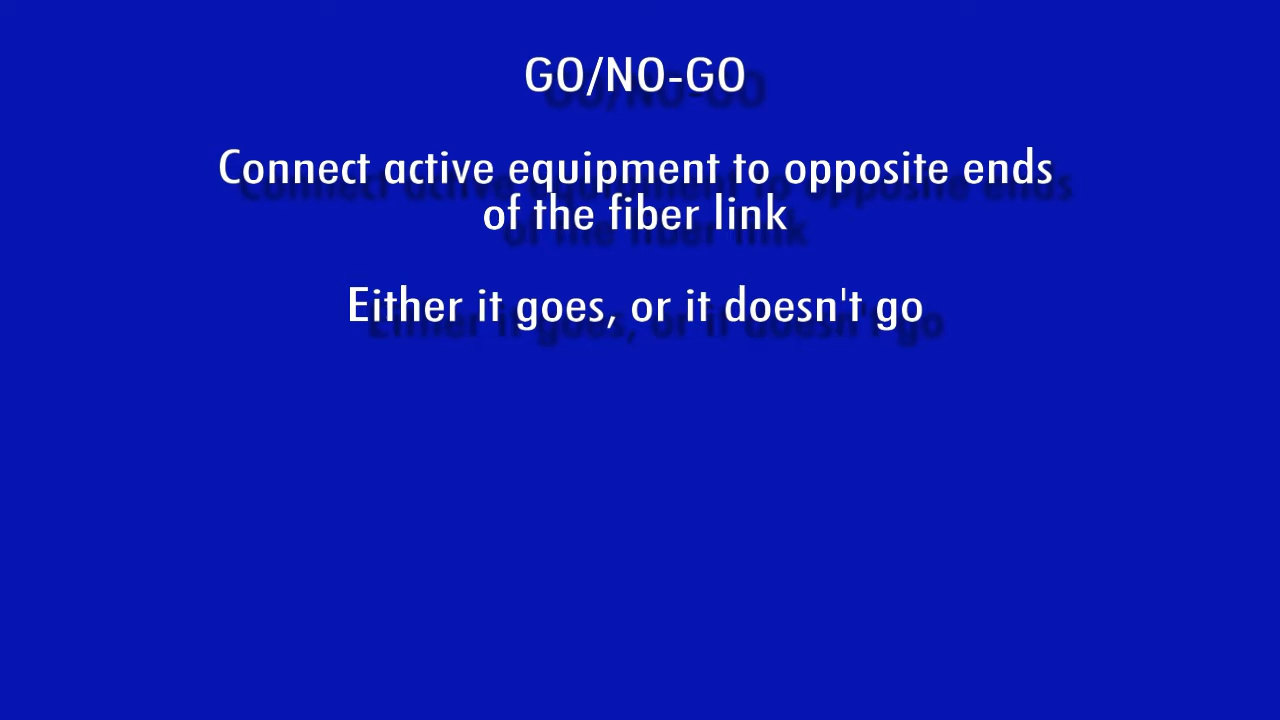 GO/NO-GO
Connect active equipment to opposite ends
of the fiber link
Either it goes, or it doesn't go